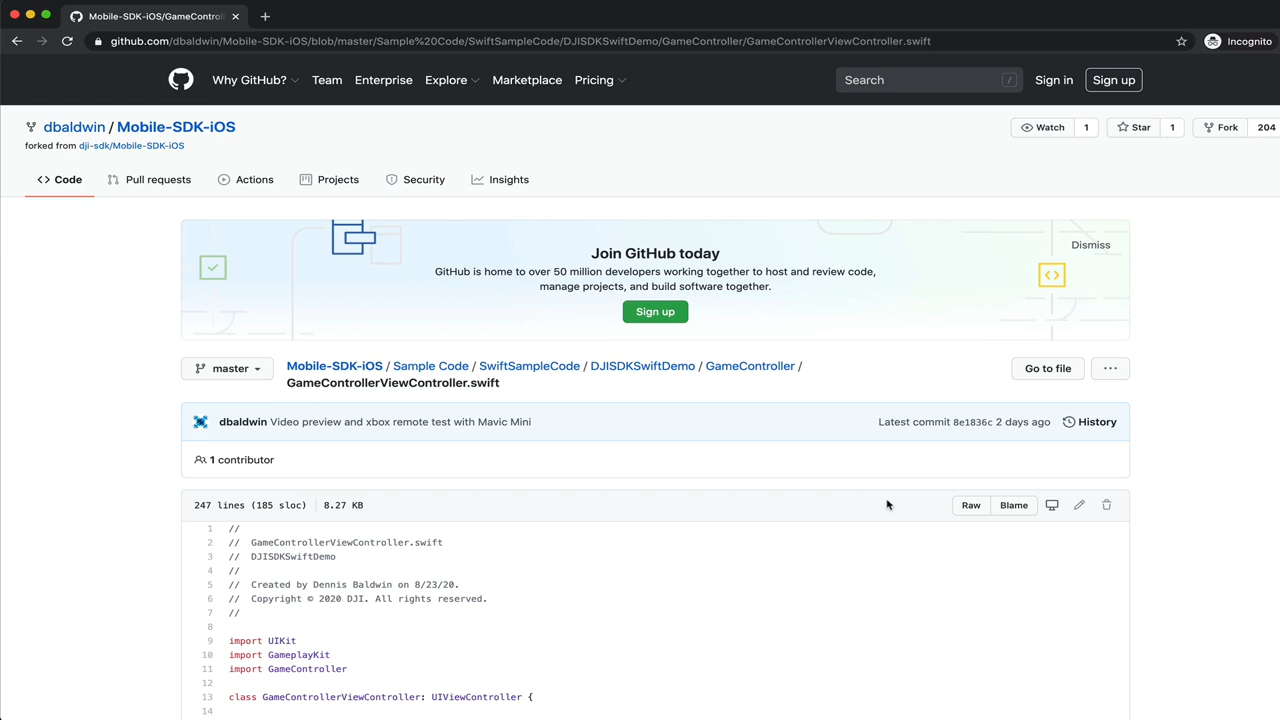 Mobile-SDK-iOS/GameControl
github.com/dbaldwin/Mobile-SDK-iOS/blob/master/Sample%20Code/SwiftSampleCode/DJISDKSwiftDemo/GameController/GameControllerViewController.swift
Incognito
Why GitHub? Team Enterprise Explore Marketplace Pricing
Search / Sign in Sign up
dbaldwin / Mobile-SDK-iOS
Watch 1 Star 1 Fork 204
forked from dji-sdk/Mobile-SDK-iOS
<> Code Pull requests Actions Projects Security Insights
Join GitHub today
Dismiss
GitHub is home to over 50 million developers working together to host and review code,
manage projects, and build software together.
Sign up
master
Mobile-SDK-iOS / Sample Code / SwiftSampleCode / DJISDKSwiftDemo / GameController /
GameControllerViewController.swift
Go to file ...
dbaldwin Video preview and xbox remote test with Mavic Mini
Latest commit 8e1836c 2 days ago History
1 contributor
247 lines (185 sloc) 8.27 KB
Raw Blame
1 //
2 // GameControllerViewController.swift
3 // DJISDKSwiftDemo
4 //
5 // Created by Dennis Baldwin on 8/23/20.
6 // Copyright © 2020 DJI. All rights reserved.
7 //
8
9 import UIKit
10 import GameplayKit
11 import GameController
12
13 class GameControllerViewController: UIViewController {
14